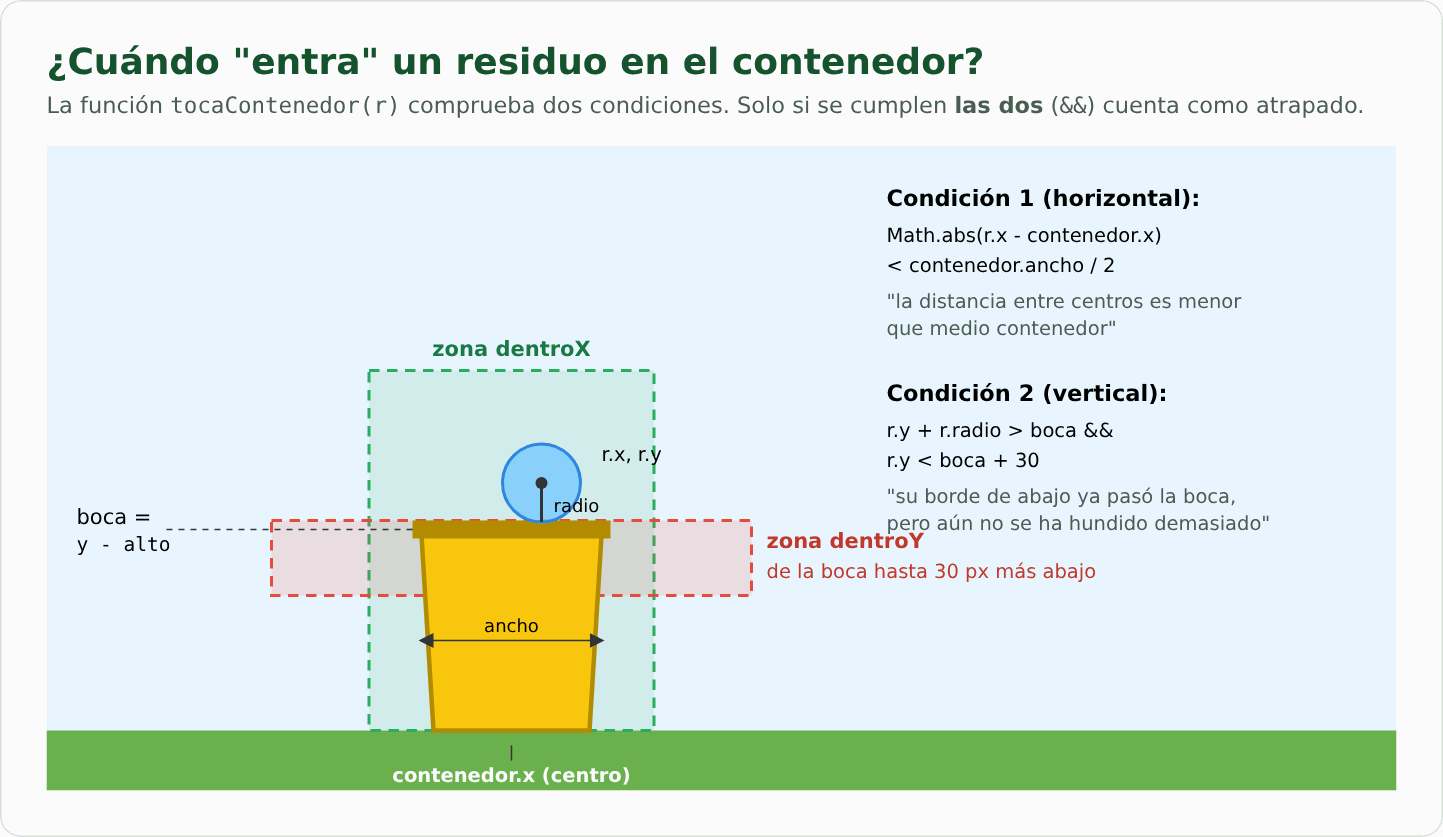 ¿Cuándo "entra" un residuo en el contenedor?
La función tocaContenedor(r) comprueba dos condiciones. Solo si se cumplen las dos (&&) cuenta como atrapado.
Condición 1 (horizontal):
Math.abs(r.x - contenedor.x)
< contenedor.ancho / 2
"la distancia entre centros es menor
que medio contenedor"
zona dentroX
Condición 2 (vertical):
r.y + r.radio > boca &&
r.y < boca + 30
"su borde de abajo ya pasó la boca,
pero aún no se ha hundido demasiado"
r.x, r.y
radio
boca =
y - alto
zona dentroY
de la boca hasta 30 px más abajo
ancho
contenedor.x (centro)